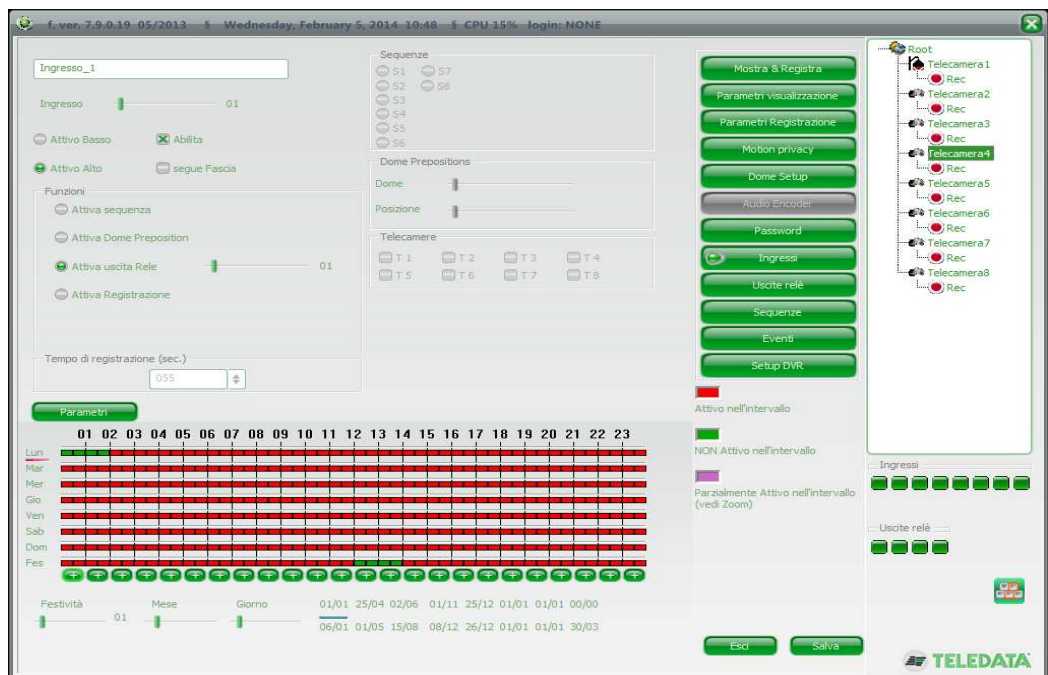 f. ver. 7.9.0.19 05/2013 § Wednesday, February 5, 2014 10:48 § CPU 15% login: NONE
Ingresso_1
Ingresso 01
Attivo Basso Abilita
Attivo Alto segue Fascia
Funzioni
Attiva sequenza
Attiva Dome Preposition
Attiva uscita Rele 01
Attiva Registrazione
Tempo di registrazione (sec.)
055
Sequenze
S1 S7
S2 S8
S3
S4
S5
S6
Dome Prepositions
Dome
Posizione
Telecamere
T 1 T 2 T 3 T 4
T 5 T 6 T 7 T 8
Mostra & Registra
Parametri visualizzazione
Parametri Registrazione
Motion privacy
Dome Setup
Audio Encoder
Password
Ingressi
Uscite relè
Sequenze
Eventi
Setup DVR
Root
Telecamera1
Rec
Telecamera2
Rec
Telecamera3
Rec
Telecamera4
Rec
Telecamera5
Rec
Telecamera6
Rec
Telecamera7
Rec
Telecamera8
Rec
Parametri
01 02 03 04 05 06 07 08 09 10 11 12 13 14 15 16 17 18 19 20 21 22 23
Lun
Mar
Mer
Gio
Ven
Sab
Dom
Fes
Attivo nell'intervallo
NON Attivo nell'intervallo
Parzialmente Attivo nell'intervallo
(vedi Zoom)
Ingressi
Uscite relè
Festività 01 Mese Giorno
01/01 25/04 02/06 01/11 25/12 01/01 01/01 00/00
06/01 01/05 15/08 08/12 26/12 01/01 01/01 30/03
Esci Salva
TELEDATA